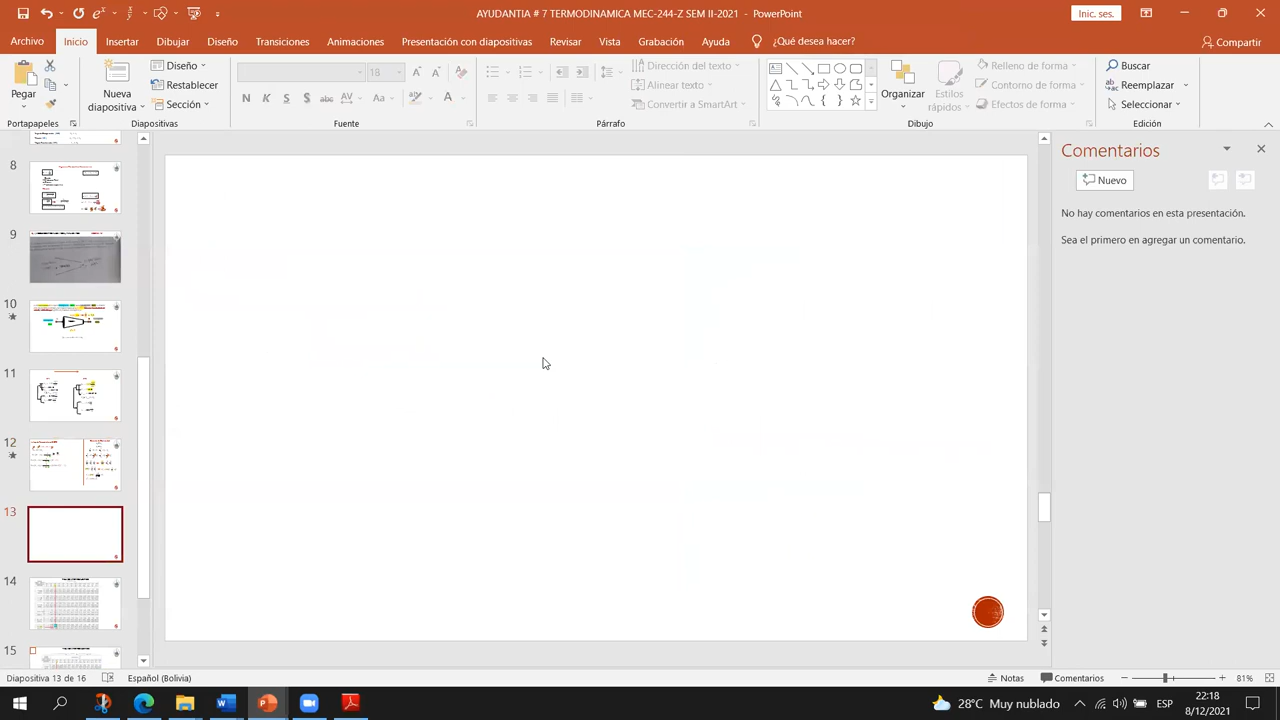 AYUDANTIA # 7 TERMODINAMICA MEC-244-Z SEM II-2021 - PowerPoint
Inic. ses.
Archivo Inicio Insertar Dibujar Diseño Transiciones Animaciones Presentación con diapositivas Revisar Vista Grabación Ayuda ¿Qué desea hacer? Compartir
Pegar
Portapapeles
Nueva diapositiva
Diseño
Restablecer
Sección
Diapositivas
18
N K S S abc AV Aa
Fuente
Dirección del texto
Alinear texto
Convertir a SmartArt
Párrafo
Organizar
Estilos rápidos
Relleno de forma
Contorno de forma
Efectos de forma
Dibujo
Buscar
Reemplazar
Seleccionar
Edición
8
9
10
11
12
13
14
15
Comentarios
Nuevo
No hay comentarios en esta presentación.
Sea el primero en agregar un comentario.
Diapositiva 13 de 16 Español (Bolivia) Notas Comentarios 81%
28°C Muy nublado ESP 22:18
8/12/2021